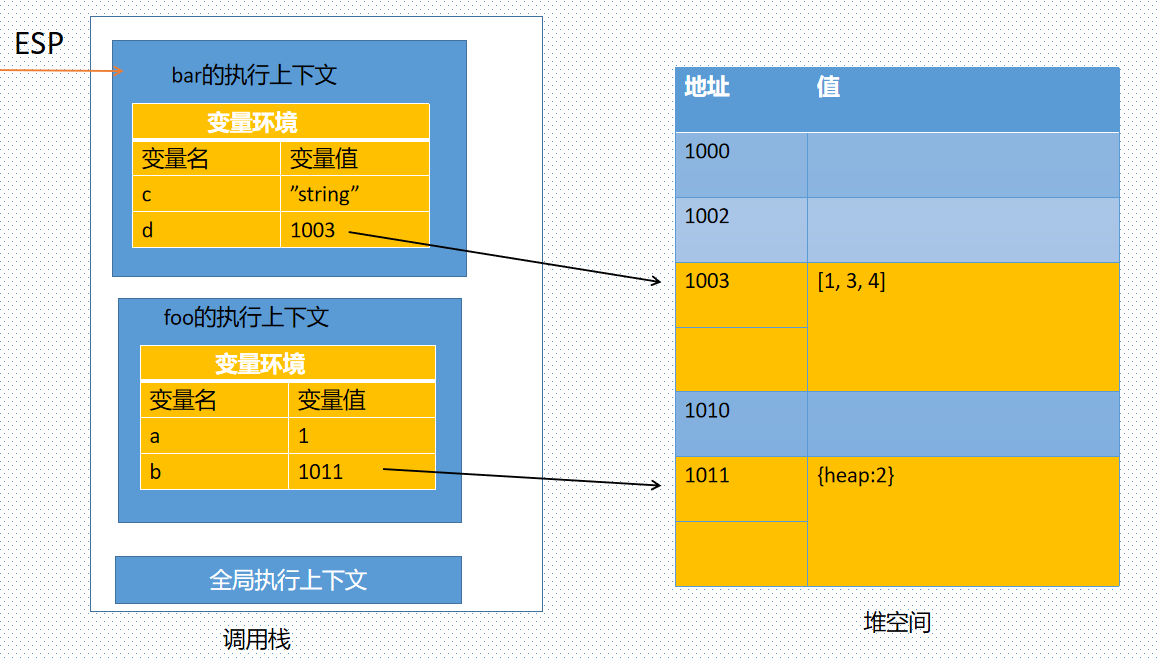 ESP
bar的执行上下文
变量环境
变量名 变量值
c ”string”
d 1003
foo的执行上下文
变量环境
变量名 变量值
a 1
b 1011
全局执行上下文
调用栈
地址 值
1000
1002
1003 [1, 3, 4]
1010
1011 {heap:2}
堆空间